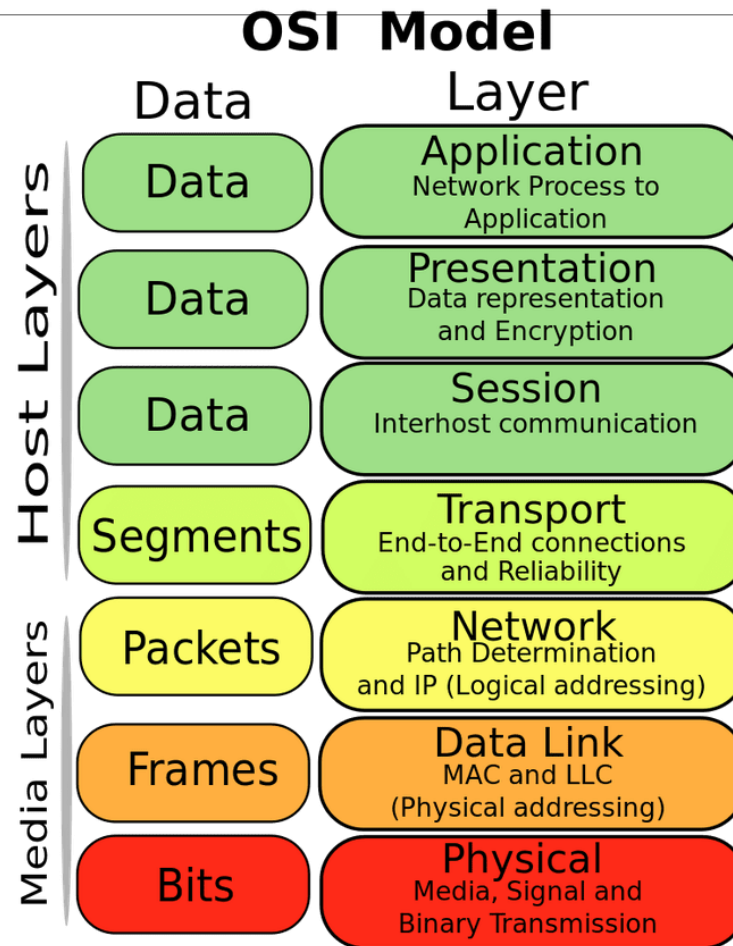 OSI Model
Data
Layer
Host Layers
Data
Application
Network Process to
Application
Data
Presentation
Data representation
and Encryption
Data
Session
Interhost communication
Segments
Transport
End-to-End connections
and Reliability
Media Layers
Packets
Network
Path Determination
and IP (Logical addressing)
Frames
Data Link
MAC and LLC
(Physical addressing)
Bits
Physical
Media, Signal and
Binary Transmission